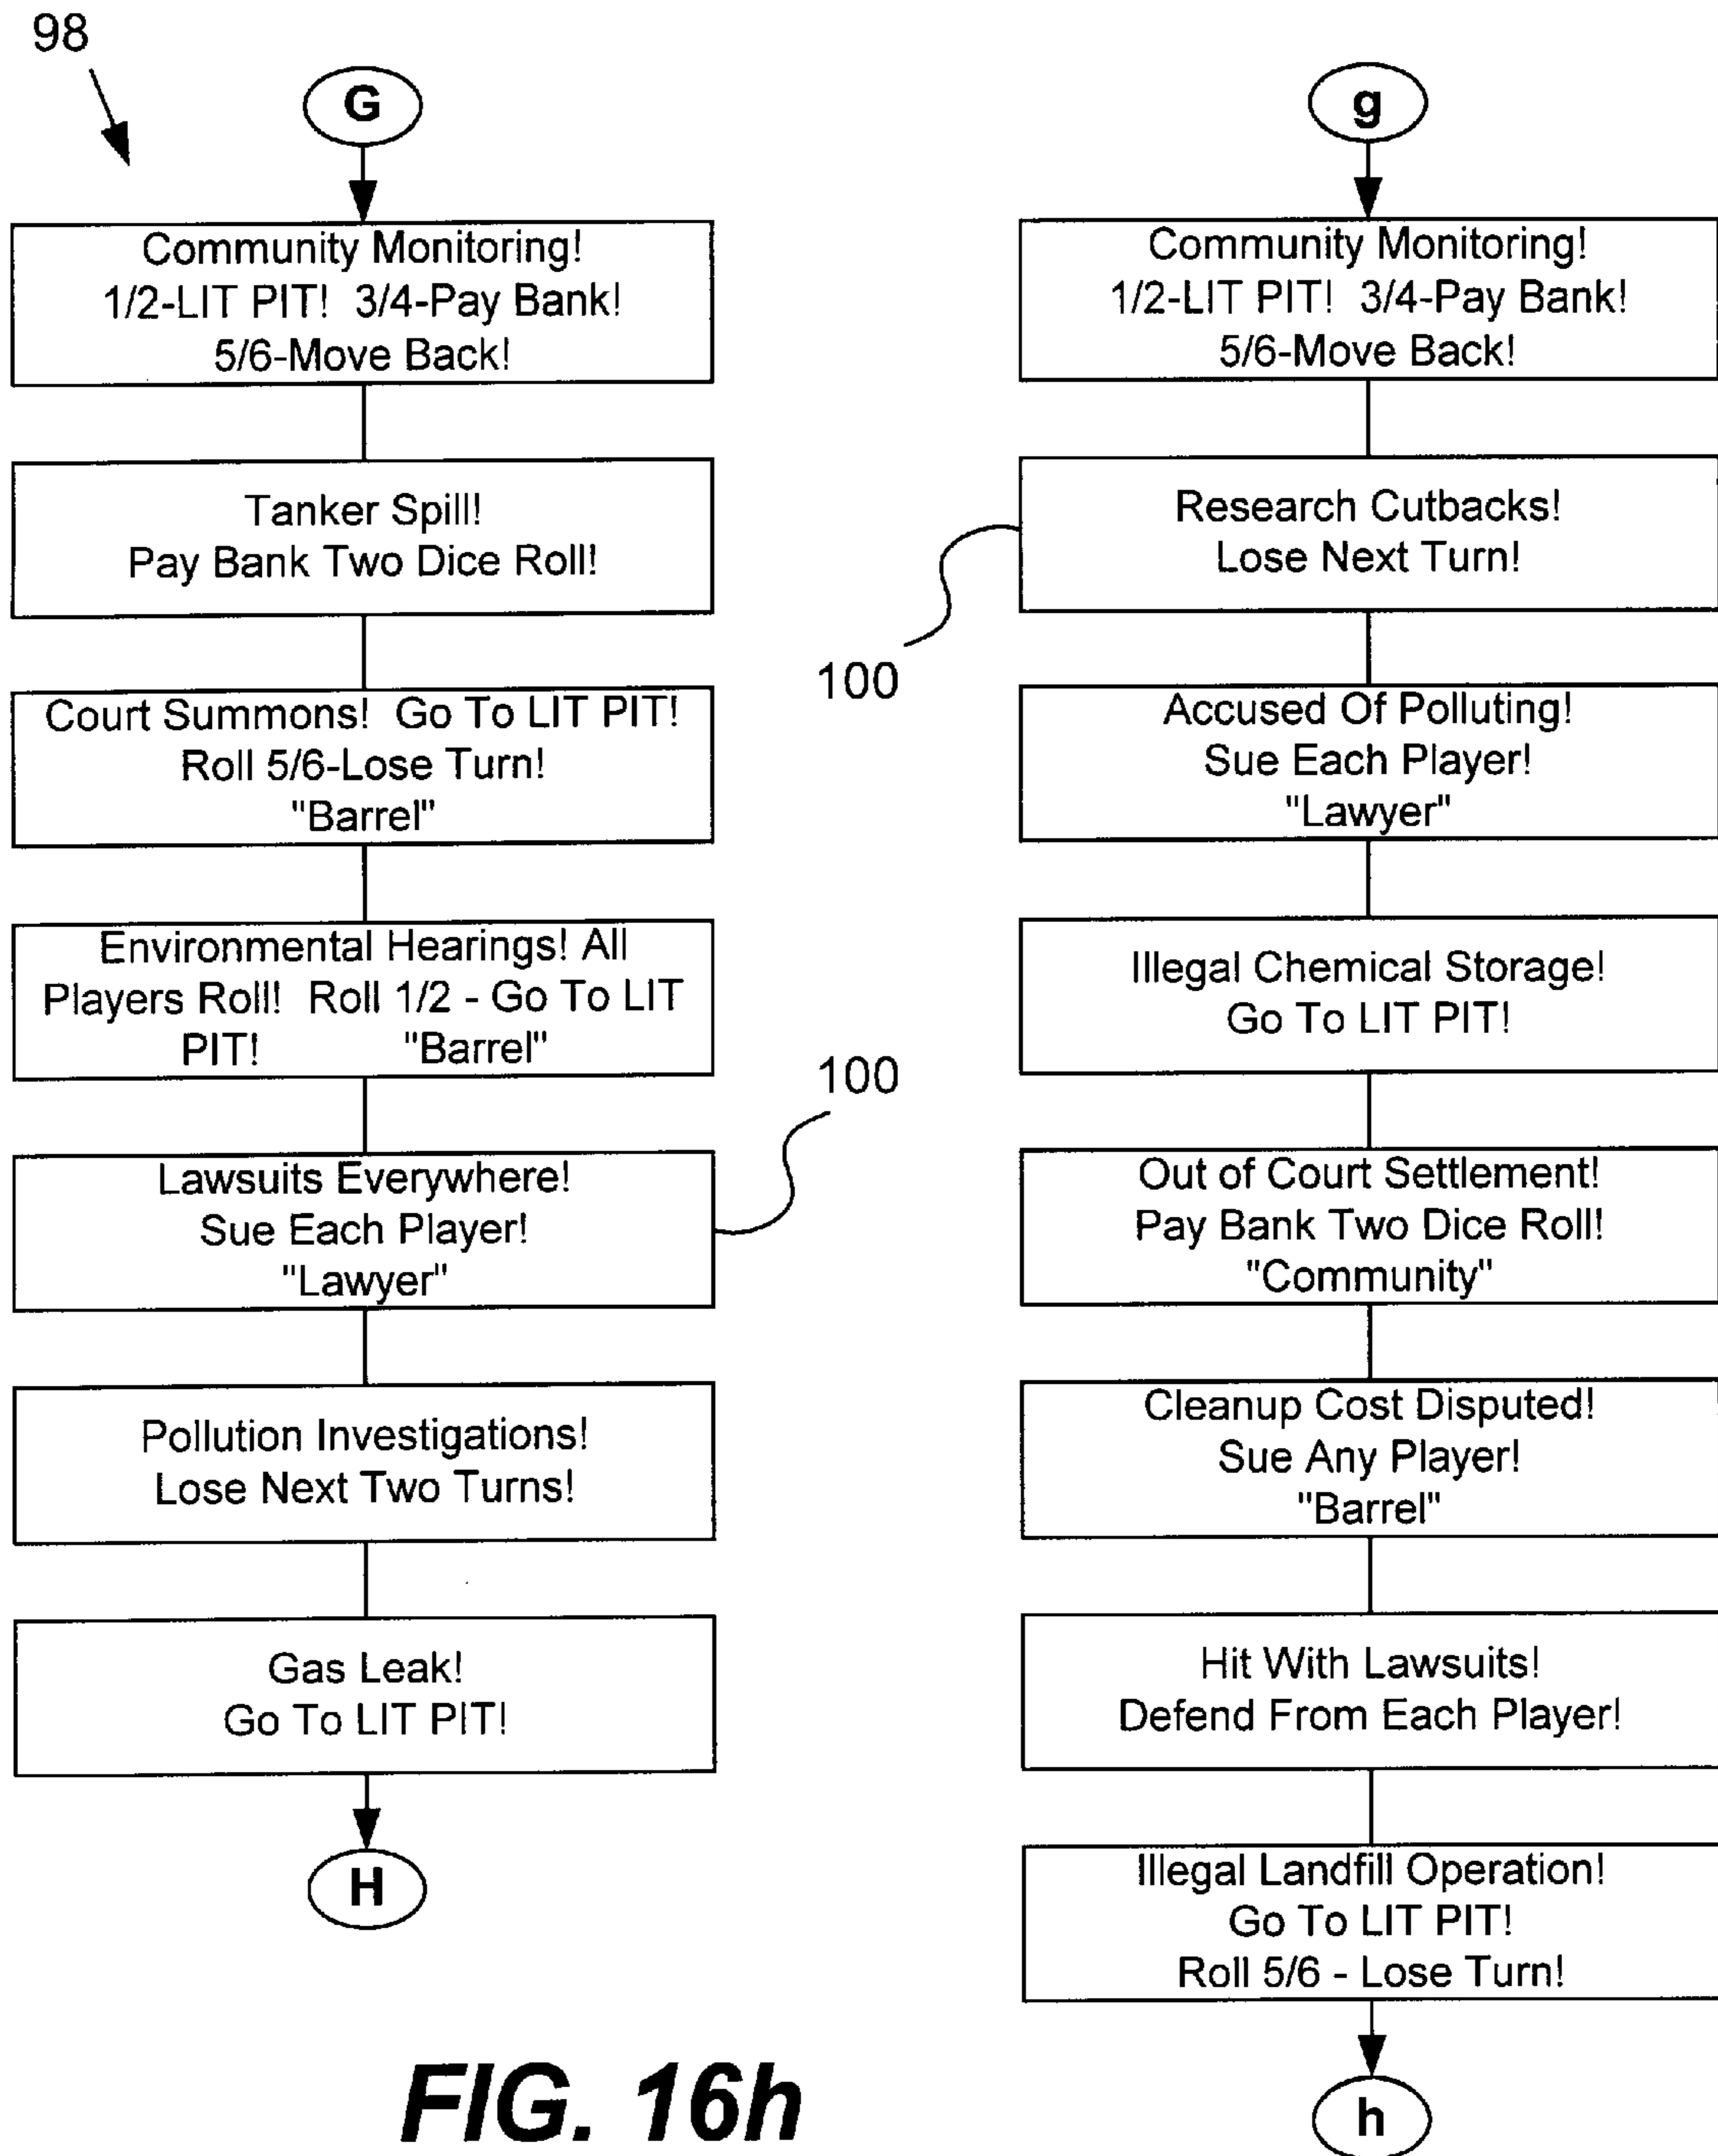 98
G
Community Monitoring!
1/2-LIT PIT! 3/4-Pay Bank!
5/6-Move Back!
Tanker Spill!
Pay Bank Two Dice Roll!
Court Summons! Go To LIT PIT!
Roll 5/6-Lose Turn!
"Barrel"
Environmental Hearings! All
Players Roll! Roll 1/2 - Go To LIT
PIT! "Barrel"
Lawsuits Everywhere!
Sue Each Player!
"Lawyer"
100
Pollution Investigations!
Lose Next Two Turns!
Gas Leak!
Go To LIT PIT!
H
g
Community Monitoring!
1/2-LIT PIT! 3/4-Pay Bank!
5/6-Move Back!
Research Cutbacks!
Lose Next Turn!
100
Accused Of Polluting!
Sue Each Player!
"Lawyer"
Illegal Chemical Storage!
Go To LIT PIT!
Out of Court Settlement!
Pay Bank Two Dice Roll!
"Community"
Cleanup Cost Disputed!
Sue Any Player!
"Barrel"
Hit With Lawsuits!
Defend From Each Player!
Illegal Landfill Operation!
Go To LIT PIT!
Roll 5/6 - Lose Turn!
h
FIG. 16h